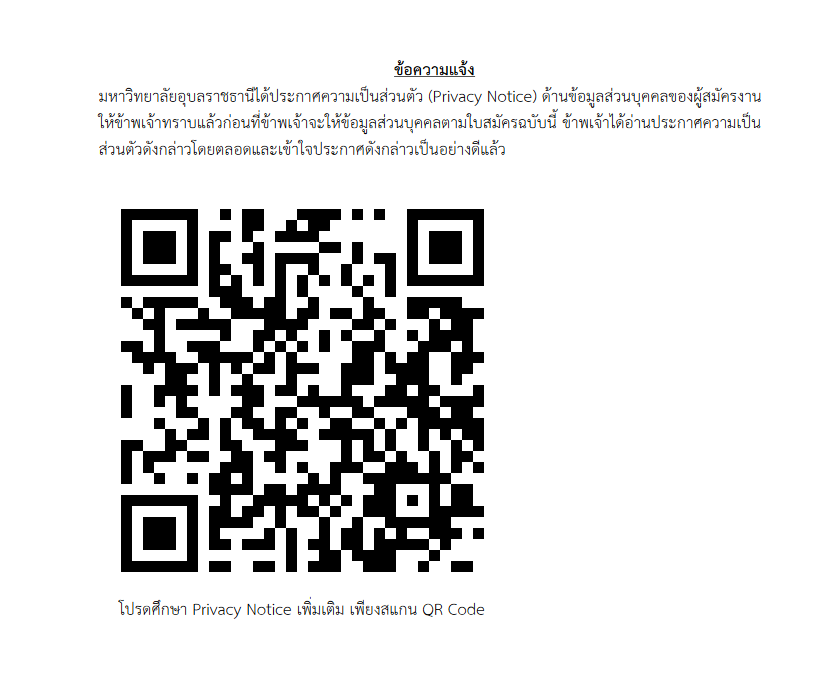 ข้อความแจ้ง
มหาวิทยาลัยอุบลราชธานีได้ประกาศความเป็นส่วนตัว (Privacy Notice) ด้านข้อมูลส่วนบุคคลของผู้สมัครงาน
ให้ข้าพเจ้าทราบแล้วก่อนที่ข้าพเจ้าจะให้ข้อมูลส่วนบุคคลตามใบสมัครฉบับนี้ ข้าพเจ้าได้อ่านประกาศความเป็น
ส่วนตัวดังกล่าวโดยตลอดและเข้าใจประกาศดังกล่าวเป็นอย่างดีแล้ว
โปรดศึกษา Privacy Notice เพิ่มเติม เพียงสแกน QR Code